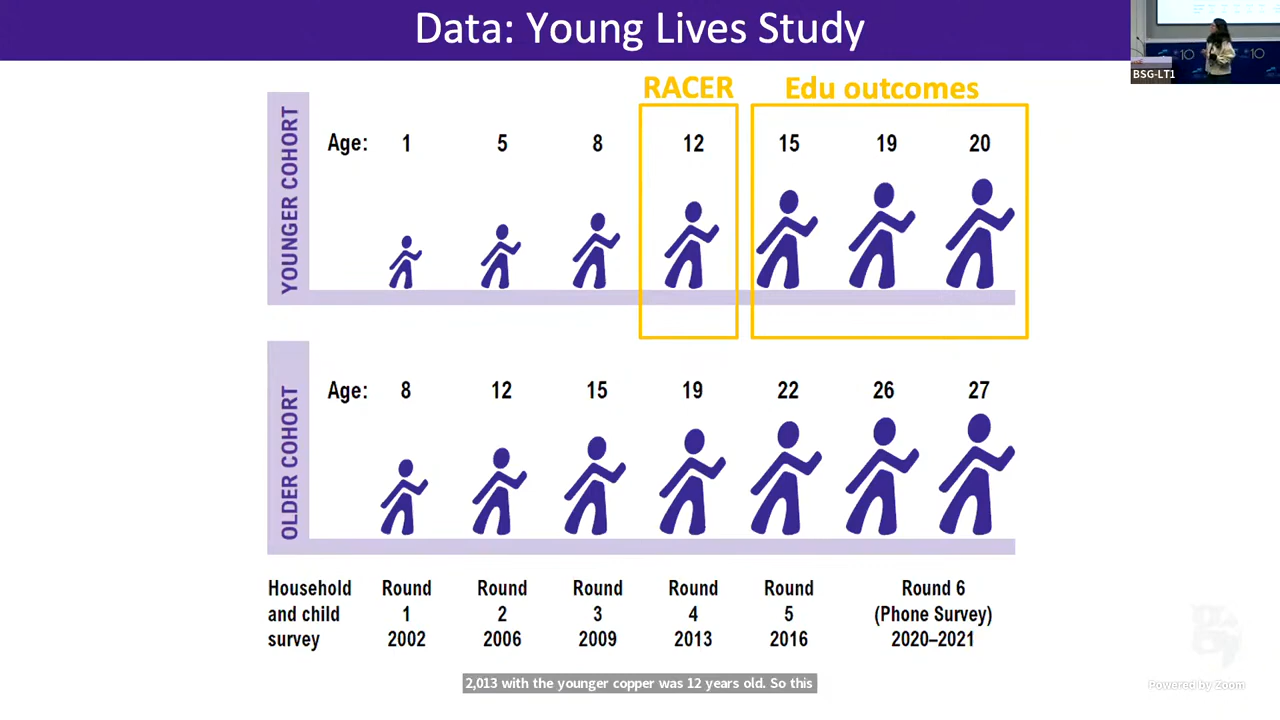 Data: Young Lives Study
BSG-LT1
10
10
RACER
Edu outcomes
YOUNGER COHORT
Age: 1 5 8 12 15 19 20
OLDER COHORT
Age: 8 12 15 19 22 26 27
Household Round Round Round Round Round Round 6
and child 1 2 3 4 5 (Phone Survey)
survey 2002 2006 2009 2013 2016 2020–2021
2,013 with the younger copper was 12 years old. So this
Powered by Zoom